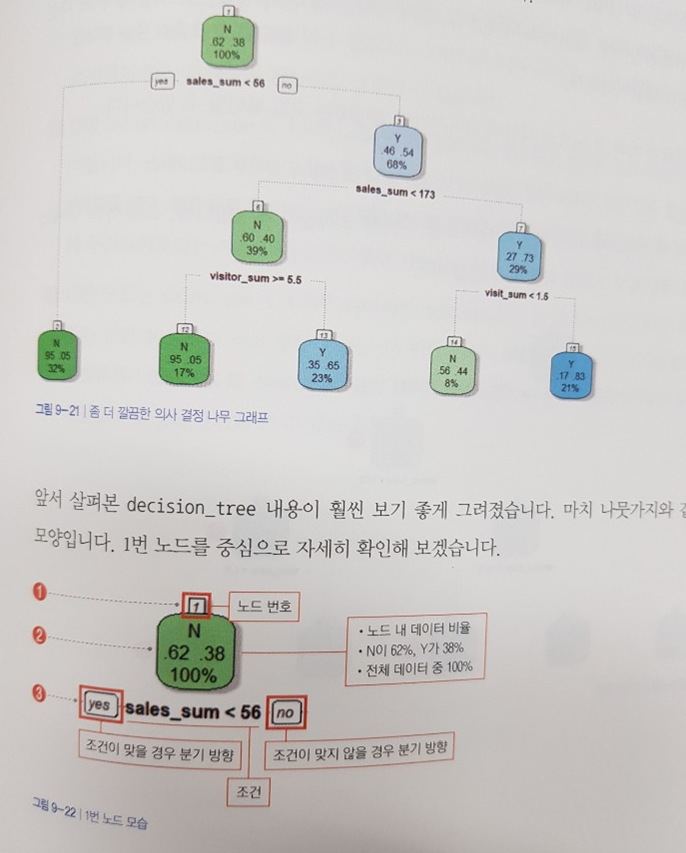 1
N
.62 .38
100%
yes sales_sum < 56 no
3
Y
.46 .54
68%
sales_sum < 173
6
N
.60 .40
39%
7
Y
.27 .73
29%
visitor_sum >= 5.5
visit_sum < 1.5
2
N
.95 .05
32%
12
N
.95 .05
17%
13
Y
.35 .65
23%
14
N
.56 .44
8%
15
Y
.17 .83
21%
그림 9-21 | 좀 더 깔끔한 의사 결정 나무 그래프
앞서 살펴본 decision_tree 내용이 훨씬 보기 좋게 그려졌습니다. 마치 나뭇가지와
모양입니다. 1번 노드를 중심으로 자세히 확인해 보겠습니다.
1
1 노드 번호
2
N
.62 .38
100%
• 노드 내 데이터 비율
• N이 62%, Y가 38%
• 전체 데이터 중 100%
3
yes sales_sum < 56 no
조건이 맞을 경우 분기 방향
조건이 맞지 않을 경우 분기 방향
조건
그림 9-22 | 1번 노드 모습